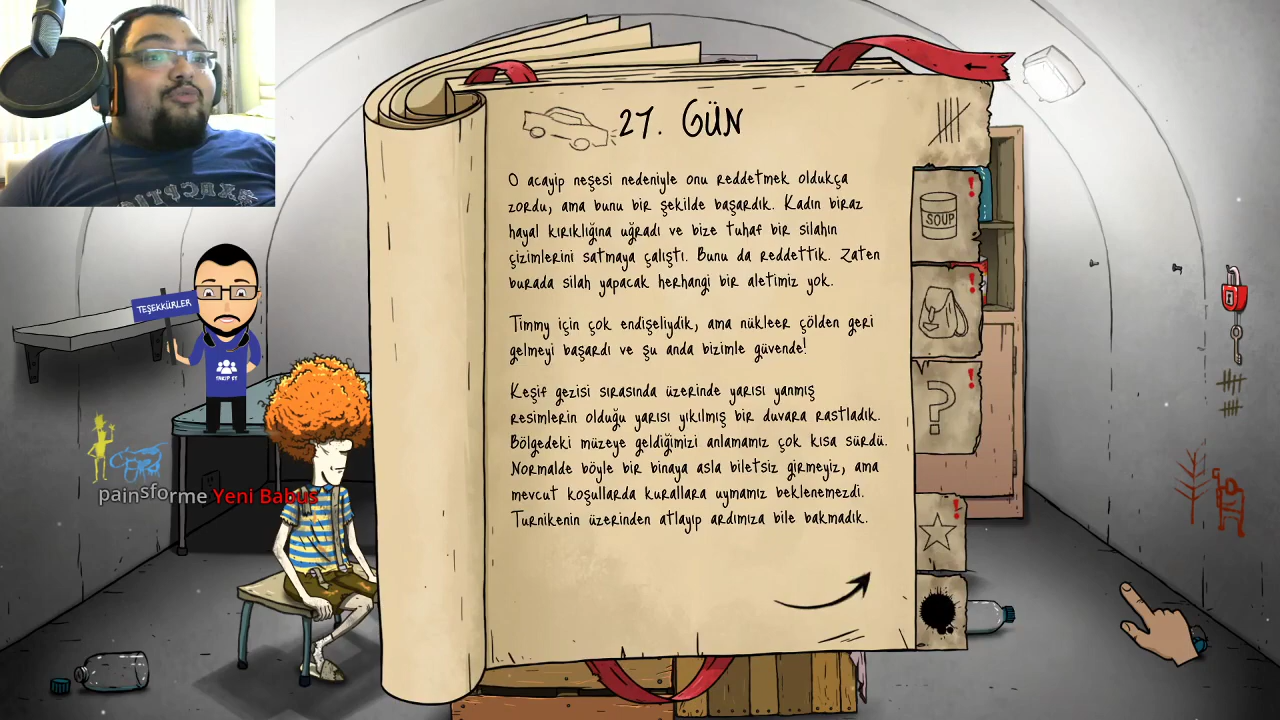 27. GÜN
O acayip neşesi nedeniyle onu reddetmek oldukça
zordu, ama bunu bir şekilde başardık. Kadın biraz
hayal kırıklığına uğradı ve bize tuhaf bir silahın
çizimlerini satmaya çalıştı. Bunu da reddettik. Zaten
burada silah yapacak herhangi bir aletimiz yok.
Timmy için çok endişeliydik, ama nükleer çölden geri
gelmeyi başardı ve şu anda bizimle güvende!
Keşif gezisi sırasında üzerinde yarısı yanmış
resimlerin olduğu yarısı yıkılmış bir duvara rastladık.
Bölgedeki müzeye geldiğimizi anlamamız çok kısa sürdü.
Normalde böyle bir binaya asla biletsiz girmeyiz, ama
mevcut koşullarda kurallara uymamız beklenemezdi.
Turnikenin üzerinden atlayıp ardımıza bile bakmadık.
SOUP
!
!
?
!
!
TEŞEKKÜRLER
TAKİP ET
painsforme Yeni Babus